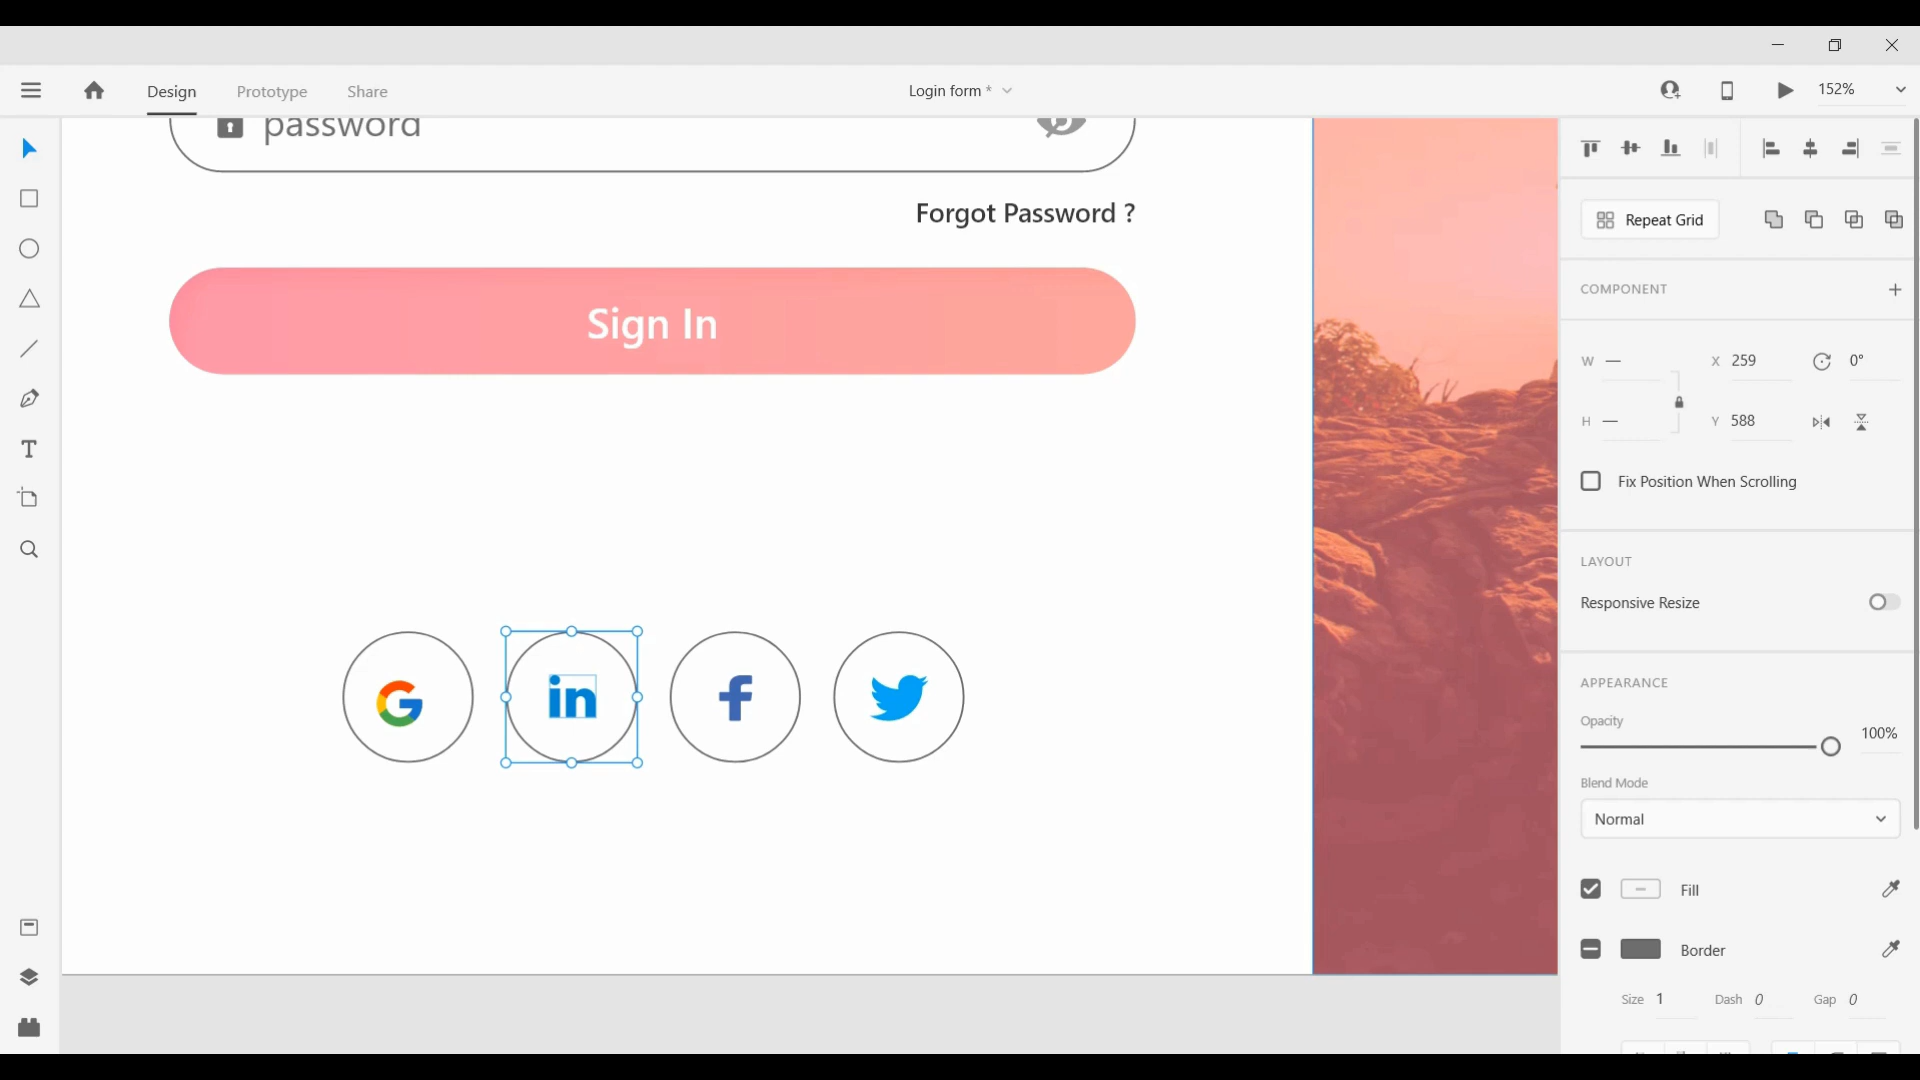 Design Prototype Share Login form * 152%
password
Forgot Password ?
Repeat Grid
Sign In
COMPONENT
W — X 259 0°
H — Y 588
Fix Position When Scrolling
LAYOUT
Responsive Resize
G in f
APPEARANCE
Opacity
100%
Blend Mode
Normal
Fill
Border
Size 1 Dash 0 Gap 0